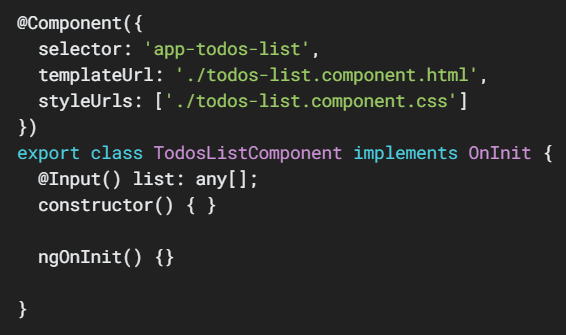 @Component({
  selector: 'app-todos-list',
  templateUrl: './todos-list.component.html',
  styleUrls: ['./todos-list.component.css']
})
export class TodosListComponent implements OnInit {
  @Input() list: any[];
  constructor() { }

  ngOnInit() {}

}